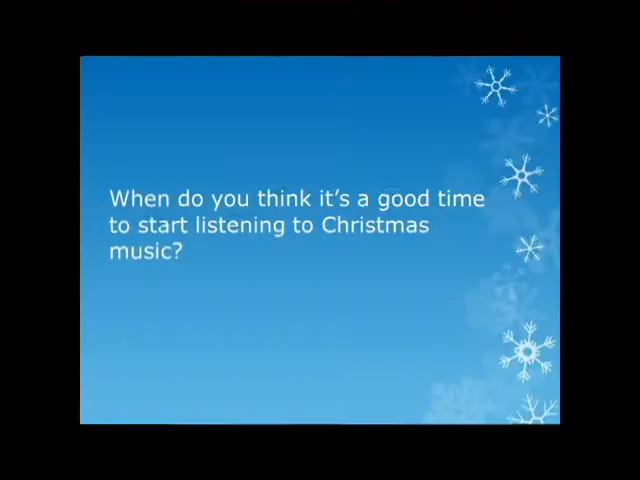 When do you think it’s a good time
to start listening to Christmas
music?